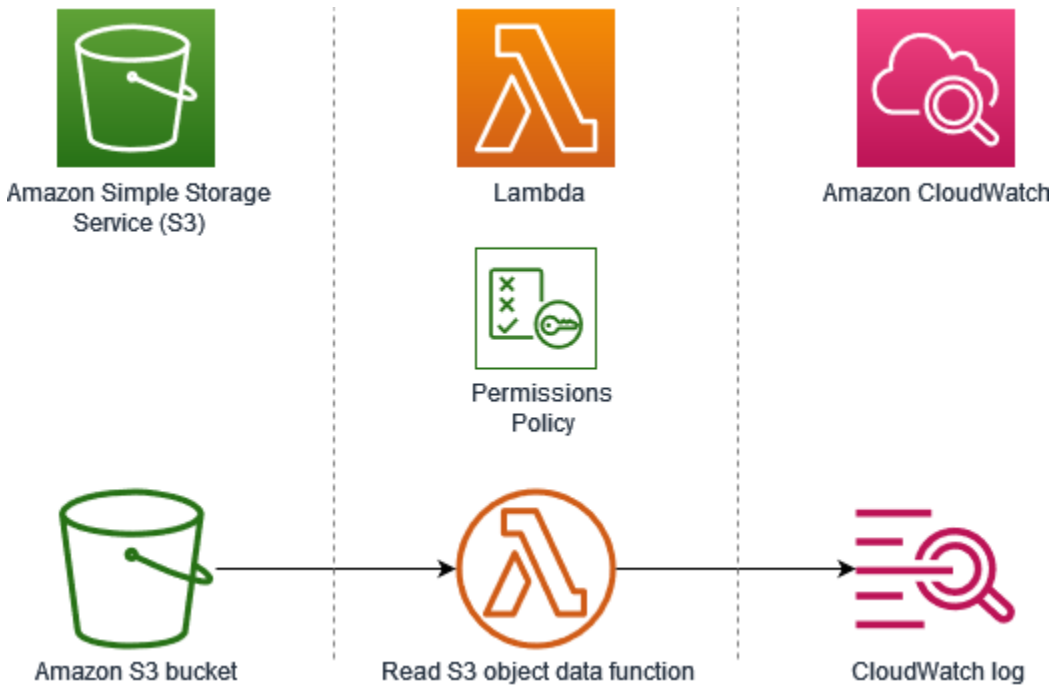 Amazon Simple Storage
Service (S3)
Lambda
Amazon CloudWatch
Permissions
Policy
Amazon S3 bucket
Read S3 object data function
CloudWatch log